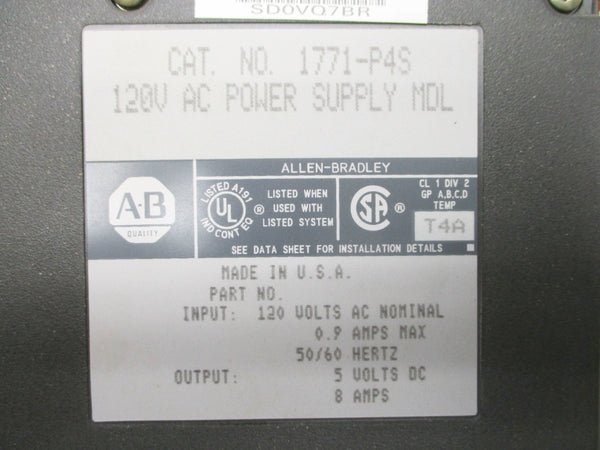 SD0VQ7BR
CAT. NO. 1771-P4S
120V AC POWER SUPPLY MDL
ALLEN-BRADLEY
A-B
QUALITY
LISTED A191
UL
IND CONT EQ
®
LISTED WHEN
USED WITH
LISTED SYSTEM
SA
®
CL 1 DIV 2
GP A,B,C,D
TEMP
T4A
SEE DATA SHEET FOR INSTALLATION DETAILS
MADE IN U.S.A.
PART NO.
INPUT: 120 VOLTS AC NOMINAL
0.9 AMPS MAX
50/60 HERTZ
OUTPUT: 5 VOLTS DC
8 AMPS